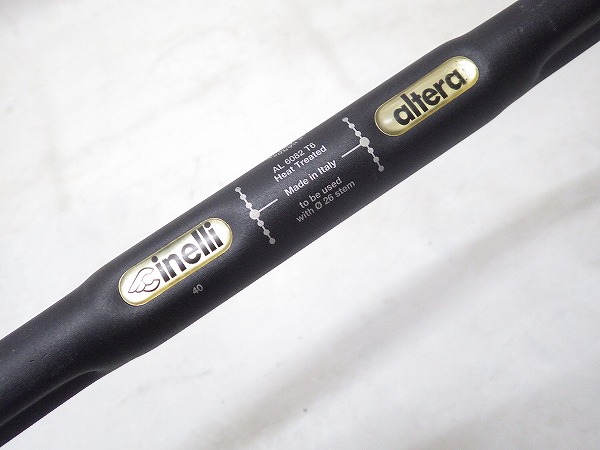 altera
AL 6082 T6
Heat Treated
Made in Italy
to be used
with Ø 26 stem
Cinelli
40